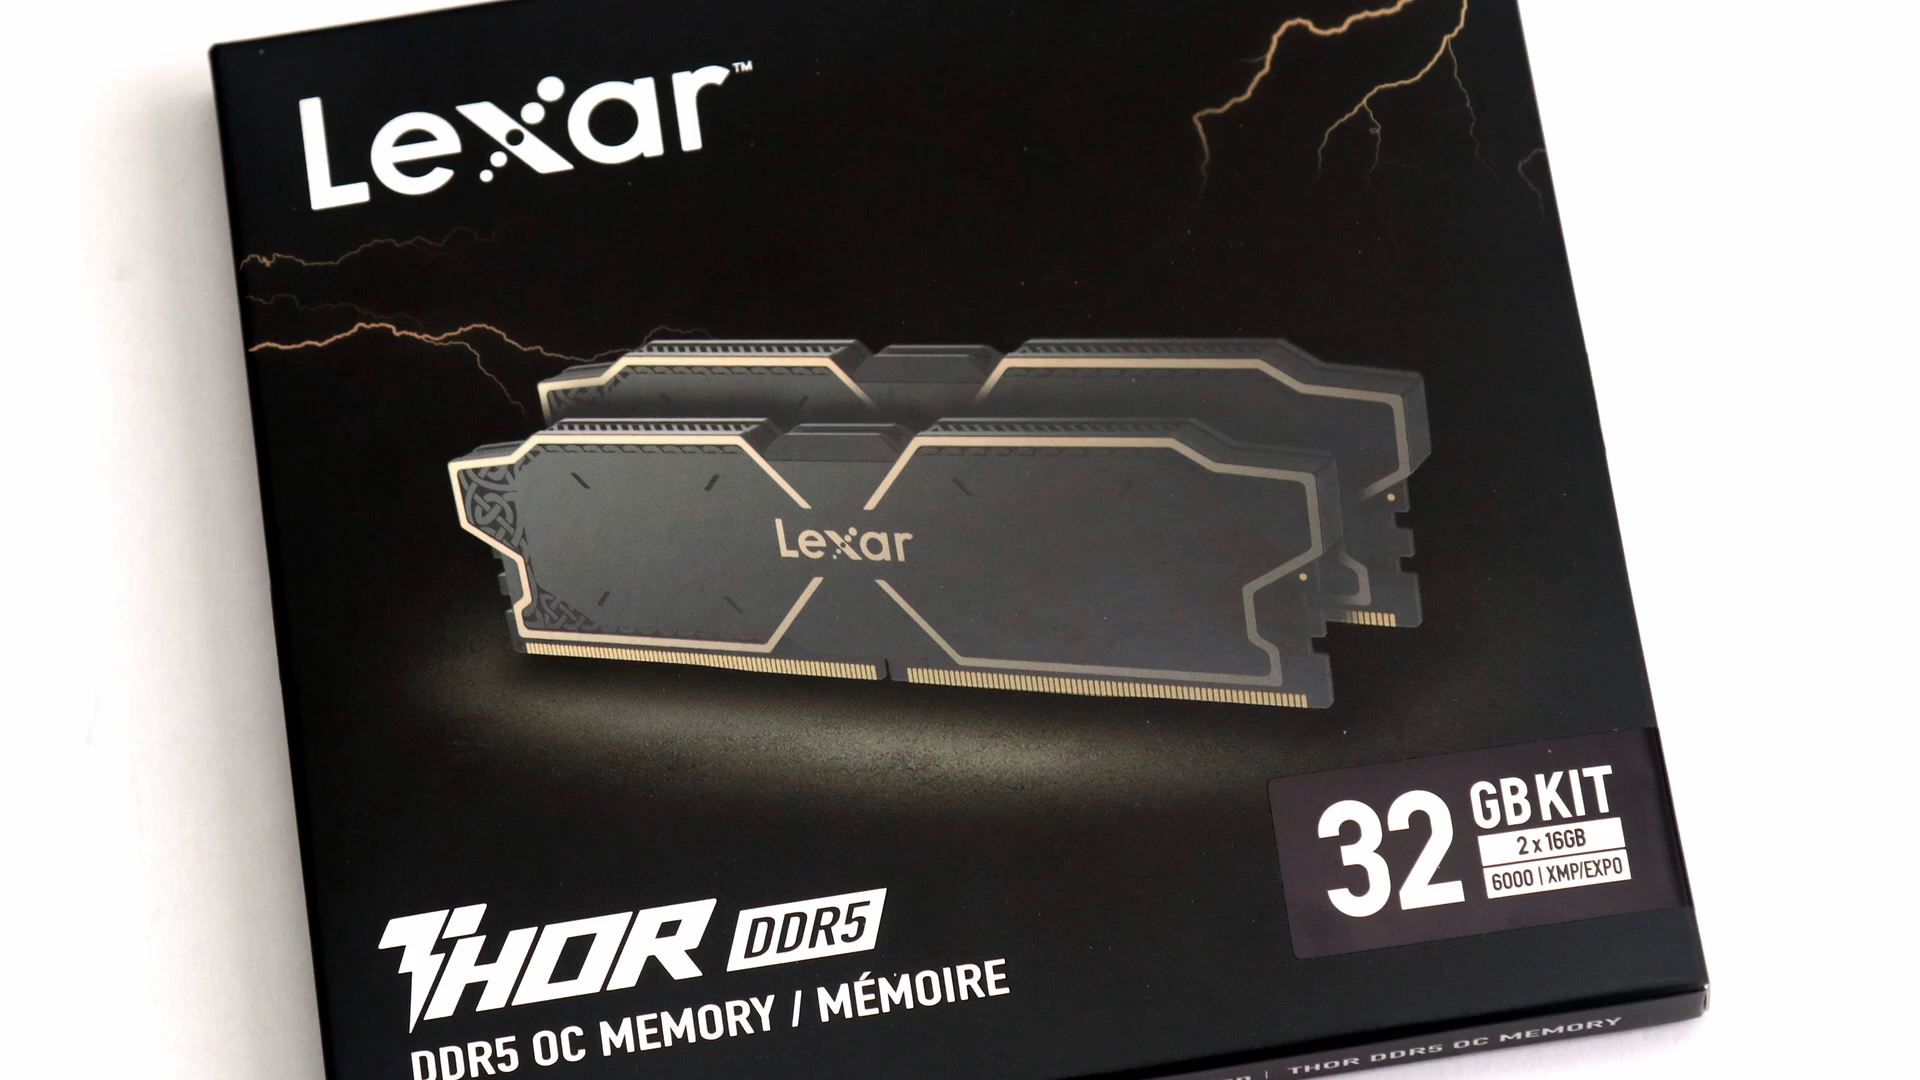 Lexar™
Lexar
32 GB KIT
2 x 16GB
6000 | XMP/EXPO
THOR DDR5
DDR5 OC MEMORY / MÉMOIRE
THOR DDR5 OC MEMORY